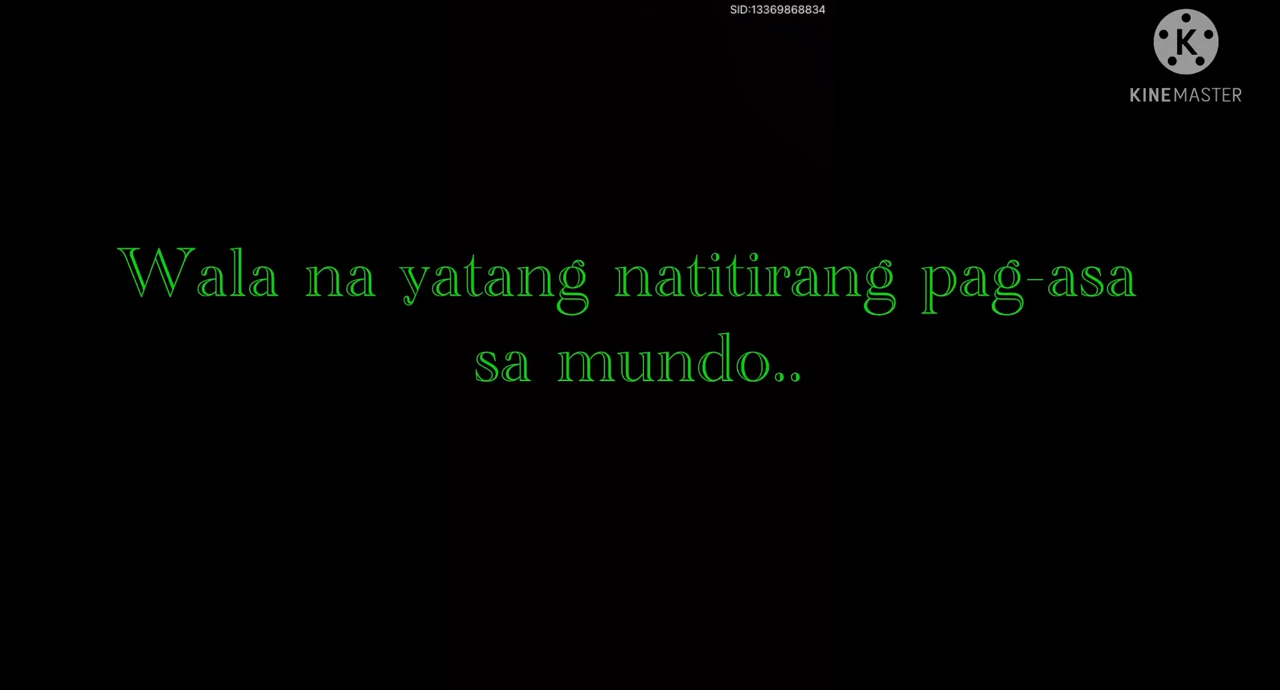 SID:13369868834
K
KINEMASTER
Wala na yatang natitirang pag-asa
sa mundo..